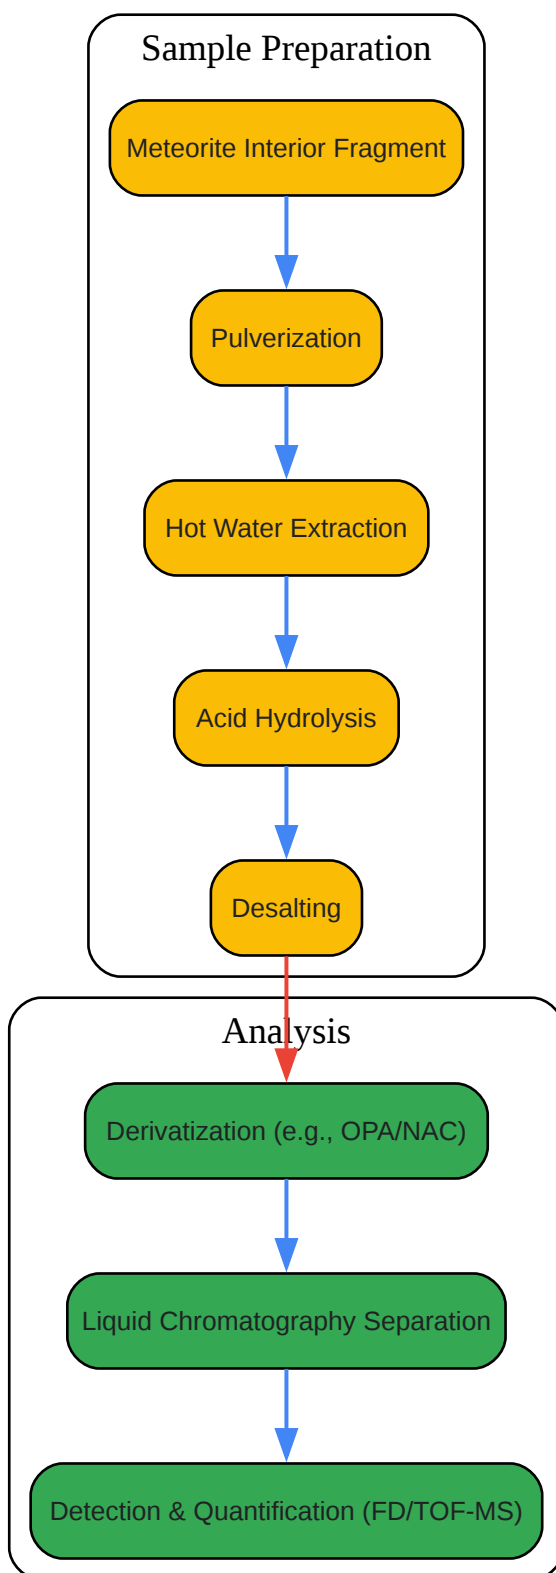 Sample Preparation
Meteorite Interior Fragment
Pulverization
Hot Water Extraction
Acid Hydrolysis
Desalting
Analysis
Derivatization (e.g., OPA/NAC)
Liquid Chromatography Separation
Detection & Quantification (FD/TOF-MS)